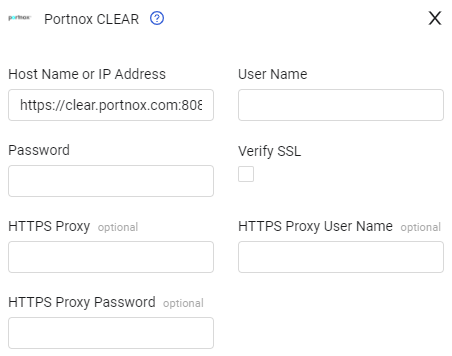 portnox Portnox CLEAR ? X
Host Name or IP Address User Name
https://clear.portnox.com:808
Password Verify SSL
HTTPS Proxy optional HTTPS Proxy User Name optional
HTTPS Proxy Password optional